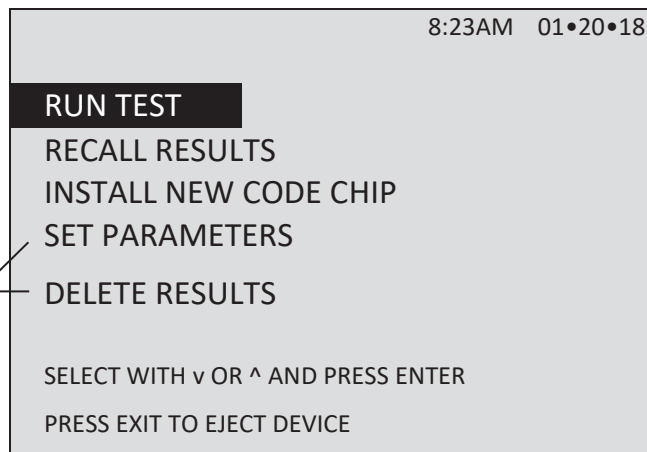 8:23AM 01•20•18
RUN TEST
RECALL RESULTS
INSTALL NEW CODE CHIP
SET PARAMETERS
DELETE RESULTS
SELECT WITH v OR ^ AND PRESS ENTER
PRESS EXIT TO EJECT DEVICE